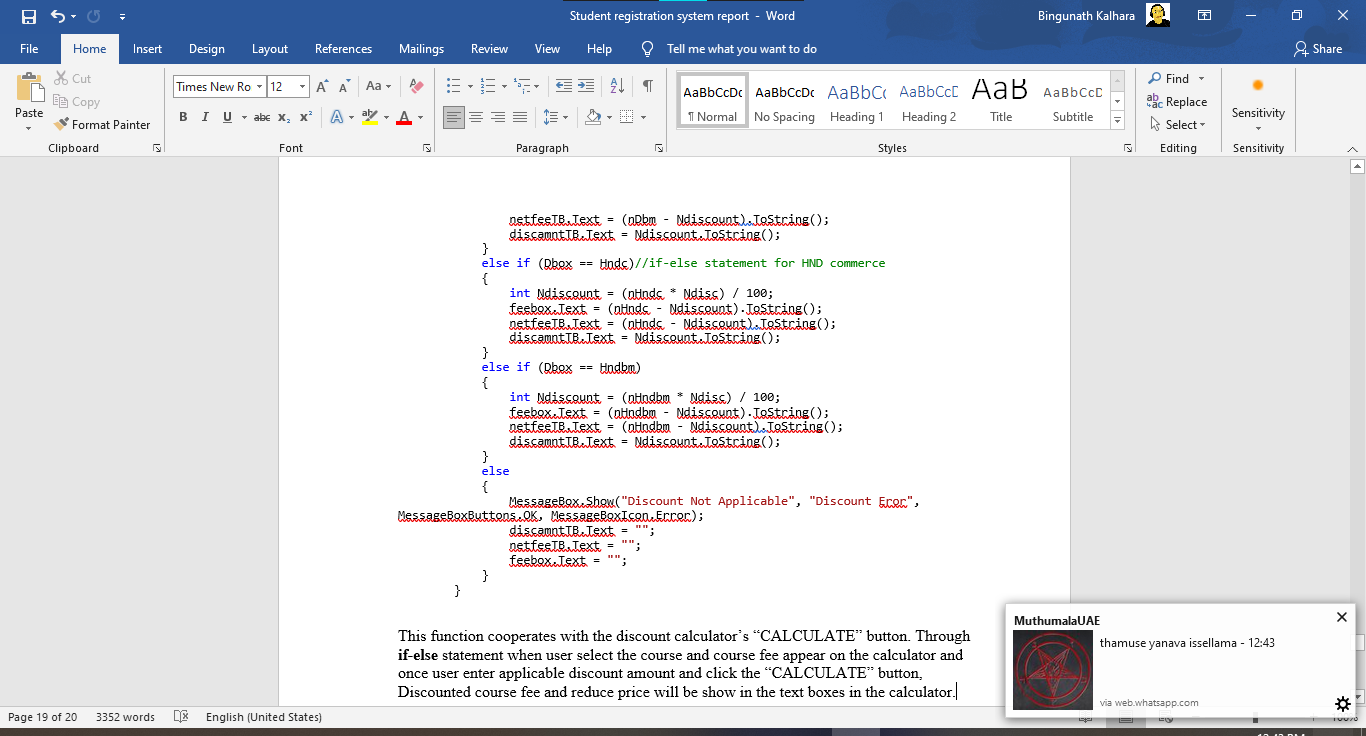 Student registration system report - Word
Bingunath Kalhara
File Home Insert Design Layout References Mailings Review View Help Tell me what you want to do Share
Paste
Cut
Copy
Format Painter
Clipboard
Times New Ro 12 Aa
B I U abc x₂ x² A ab A
Font
Paragraph
AaBbCcDc AaBbCcDc AaBbCc AaBbCcD AaB AaBbCcD
¶ Normal No Spacing Heading 1 Heading 2 Title Subtitle
Styles
Find
Replace
Select
Editing
Sensitivity
Sensitivity
netfeeTB.Text = (nDbm - Ndiscount).ToString();
discamntTB.Text = Ndiscount.ToString();
}
else if (Dbox == Hndc)//if-else statement for HND commerce
{
int Ndiscount = (nHndc * Ndisc) / 100;
feebox.Text = (nHndc - Ndiscount).ToString();
netfeeTB.Text = (nHndc - Ndiscount).ToString();
discamntTB.Text = Ndiscount.ToString();
}
else if (Dbox == Hndbm)
{
int Ndiscount = (nHndbm * Ndisc) / 100;
feebox.Text = (nHndbm - Ndiscount).ToString();
netfeeTB.Text = (nHndbm - Ndiscount).ToString();
discamntTB.Text = Ndiscount.ToString();
}
else
{
MessageBox.Show("Discount Not Applicable", "Discount Eror",
MessageBoxButtons.OK, MessageBoxIcon.Error);
discamntTB.Text = "";
netfeeTB.Text = "";
feebox.Text = "";
}
}
This function cooperates with the discount calculator’s “CALCULATE” button. Through
if-else statement when user select the course and course fee appear on the calculator and
once user enter applicable discount amount and click the “CALCULATE” button,
Discounted course fee and reduce price will be show in the text boxes in the calculator.
MuthumalaUAE
thamuse yanava issellama - 12:43
via web.whatsapp.com
Page 19 of 20 3352 words English (United States)